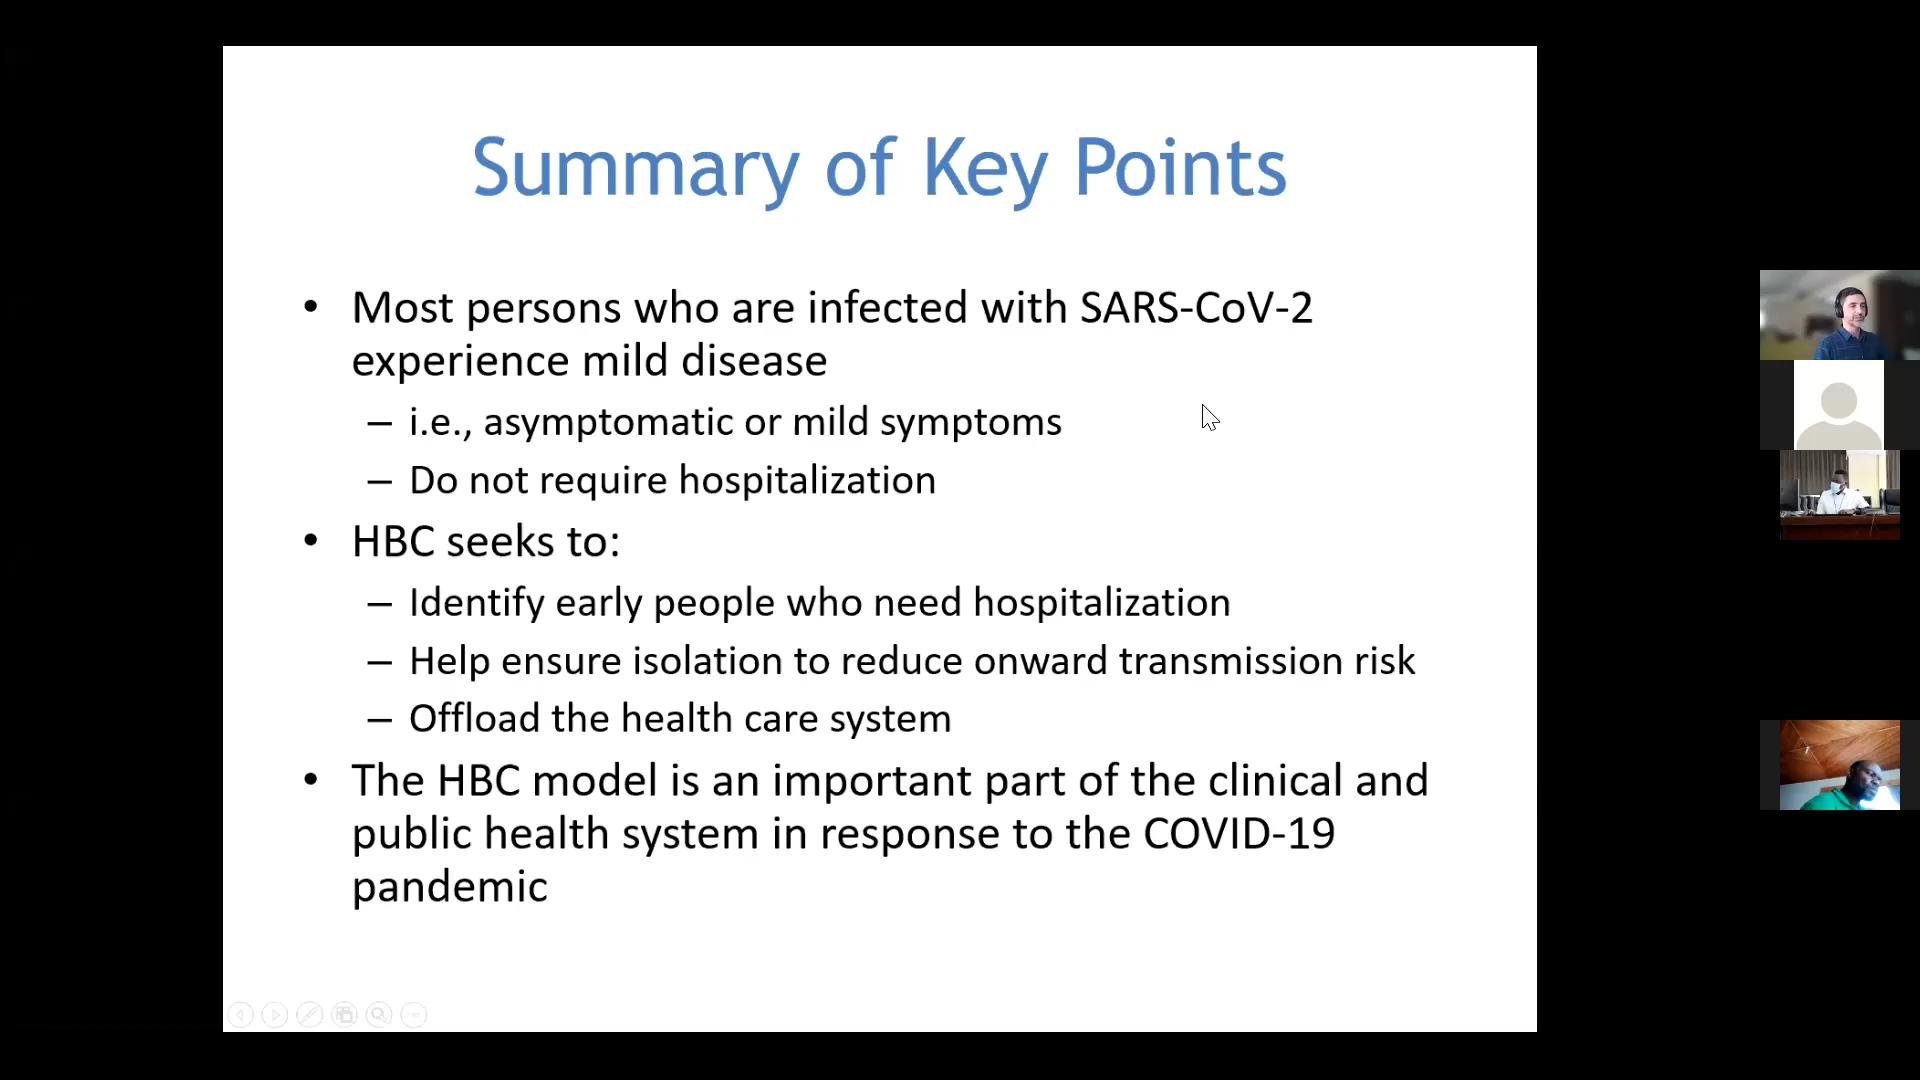 Summary of Key Points
• Most persons who are infected with SARS-CoV-2
experience mild disease
– i.e., asymptomatic or mild symptoms
– Do not require hospitalization
• HBC seeks to:
– Identify early people who need hospitalization
– Help ensure isolation to reduce onward transmission risk
– Offload the health care system
• The HBC model is an important part of the clinical and
public health system in response to the COVID-19
pandemic